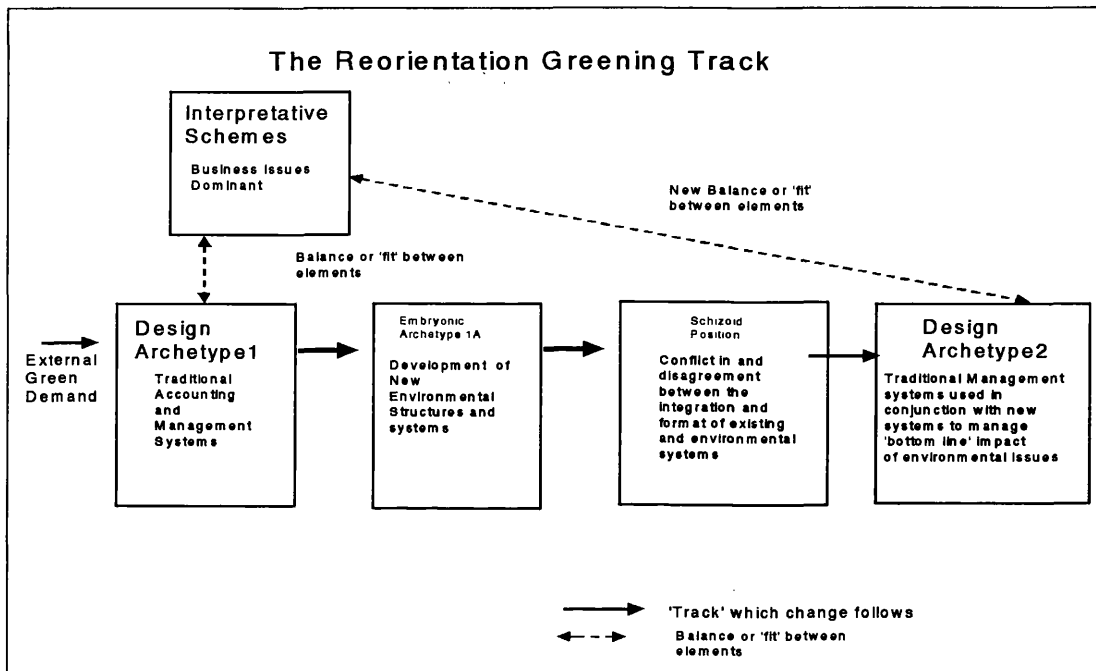 The Reorientation Greening Track
Interpretative
Schemes
Business Issues
Dominant
New Balance or 'fit'
between elements
Balance or 'fit' between
elements
External
Green
Demand
Design
Archetype1
Traditional
Accounting
and
Management
Systems
Embryonic
Archetype 1A
Development of
New
Environmental
Structures and
systems
Schizoid
Position
Conflict in and
disagreement
between the
integration and
format of existing
and environmental
systems
Design
Archetype2
Traditional Management
systems used in
conjunction with new
systems to manage
'bottom line' impact
of environmental issues
'Track' which change follows
Balance or 'fit' between
elements